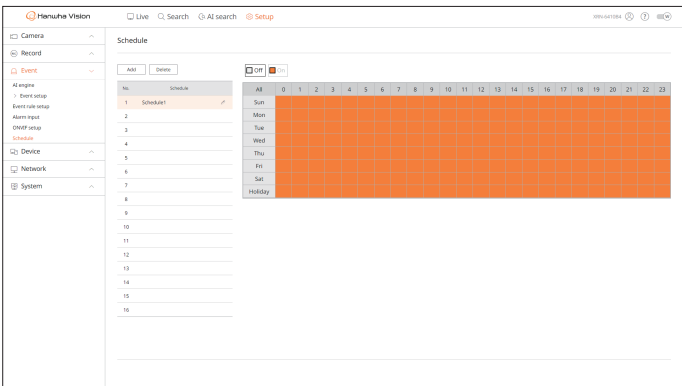 Hanwha Vision Live Search AI search Setup XRN-6410B4 ?
Camera
Record
Event
AI engine
Event setup
Event rule setup
Alarm input
ONVIF setup
Schedule
Device
Network
System
Schedule
Add Delete
No. Schedule
1 Schedule1
2
3
4
5
6
7
8
9
10
11
12
13
14
15
16
Off On
All 0 1 2 3 4 5 6 7 8 9 10 11 12 13 14 15 16 17 18 19 20 21 22 23
Sun
Mon
Tue
Wed
Thu
Fri
Sat
Holiday